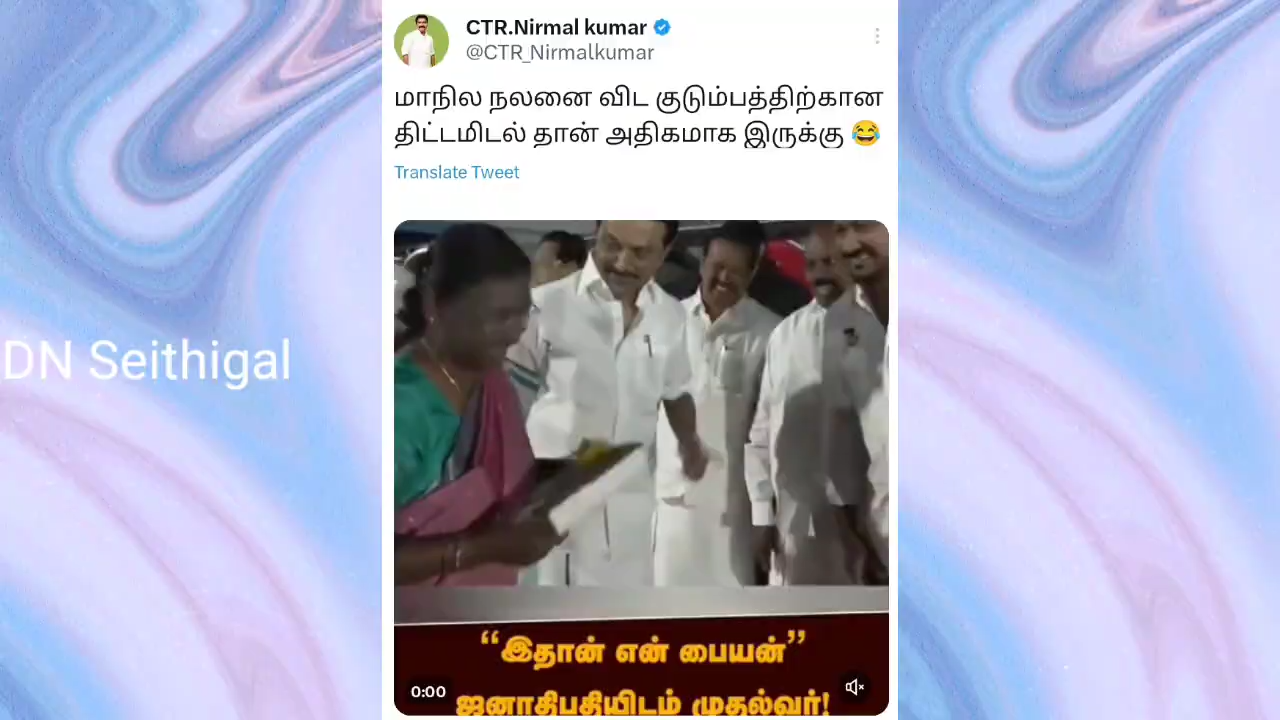 CTR.Nirmal kumar
@CTR_Nirmalkumar
மாநில நலனை விட குடும்பத்திற்கான
திட்டமிடல் தான் அதிகமாக இருக்கு 😂
Translate Tweet
DN Seithigal
“இதான் என் பையன்”
0:00
ஜனாதிபதியிடம் முதல்வர்!